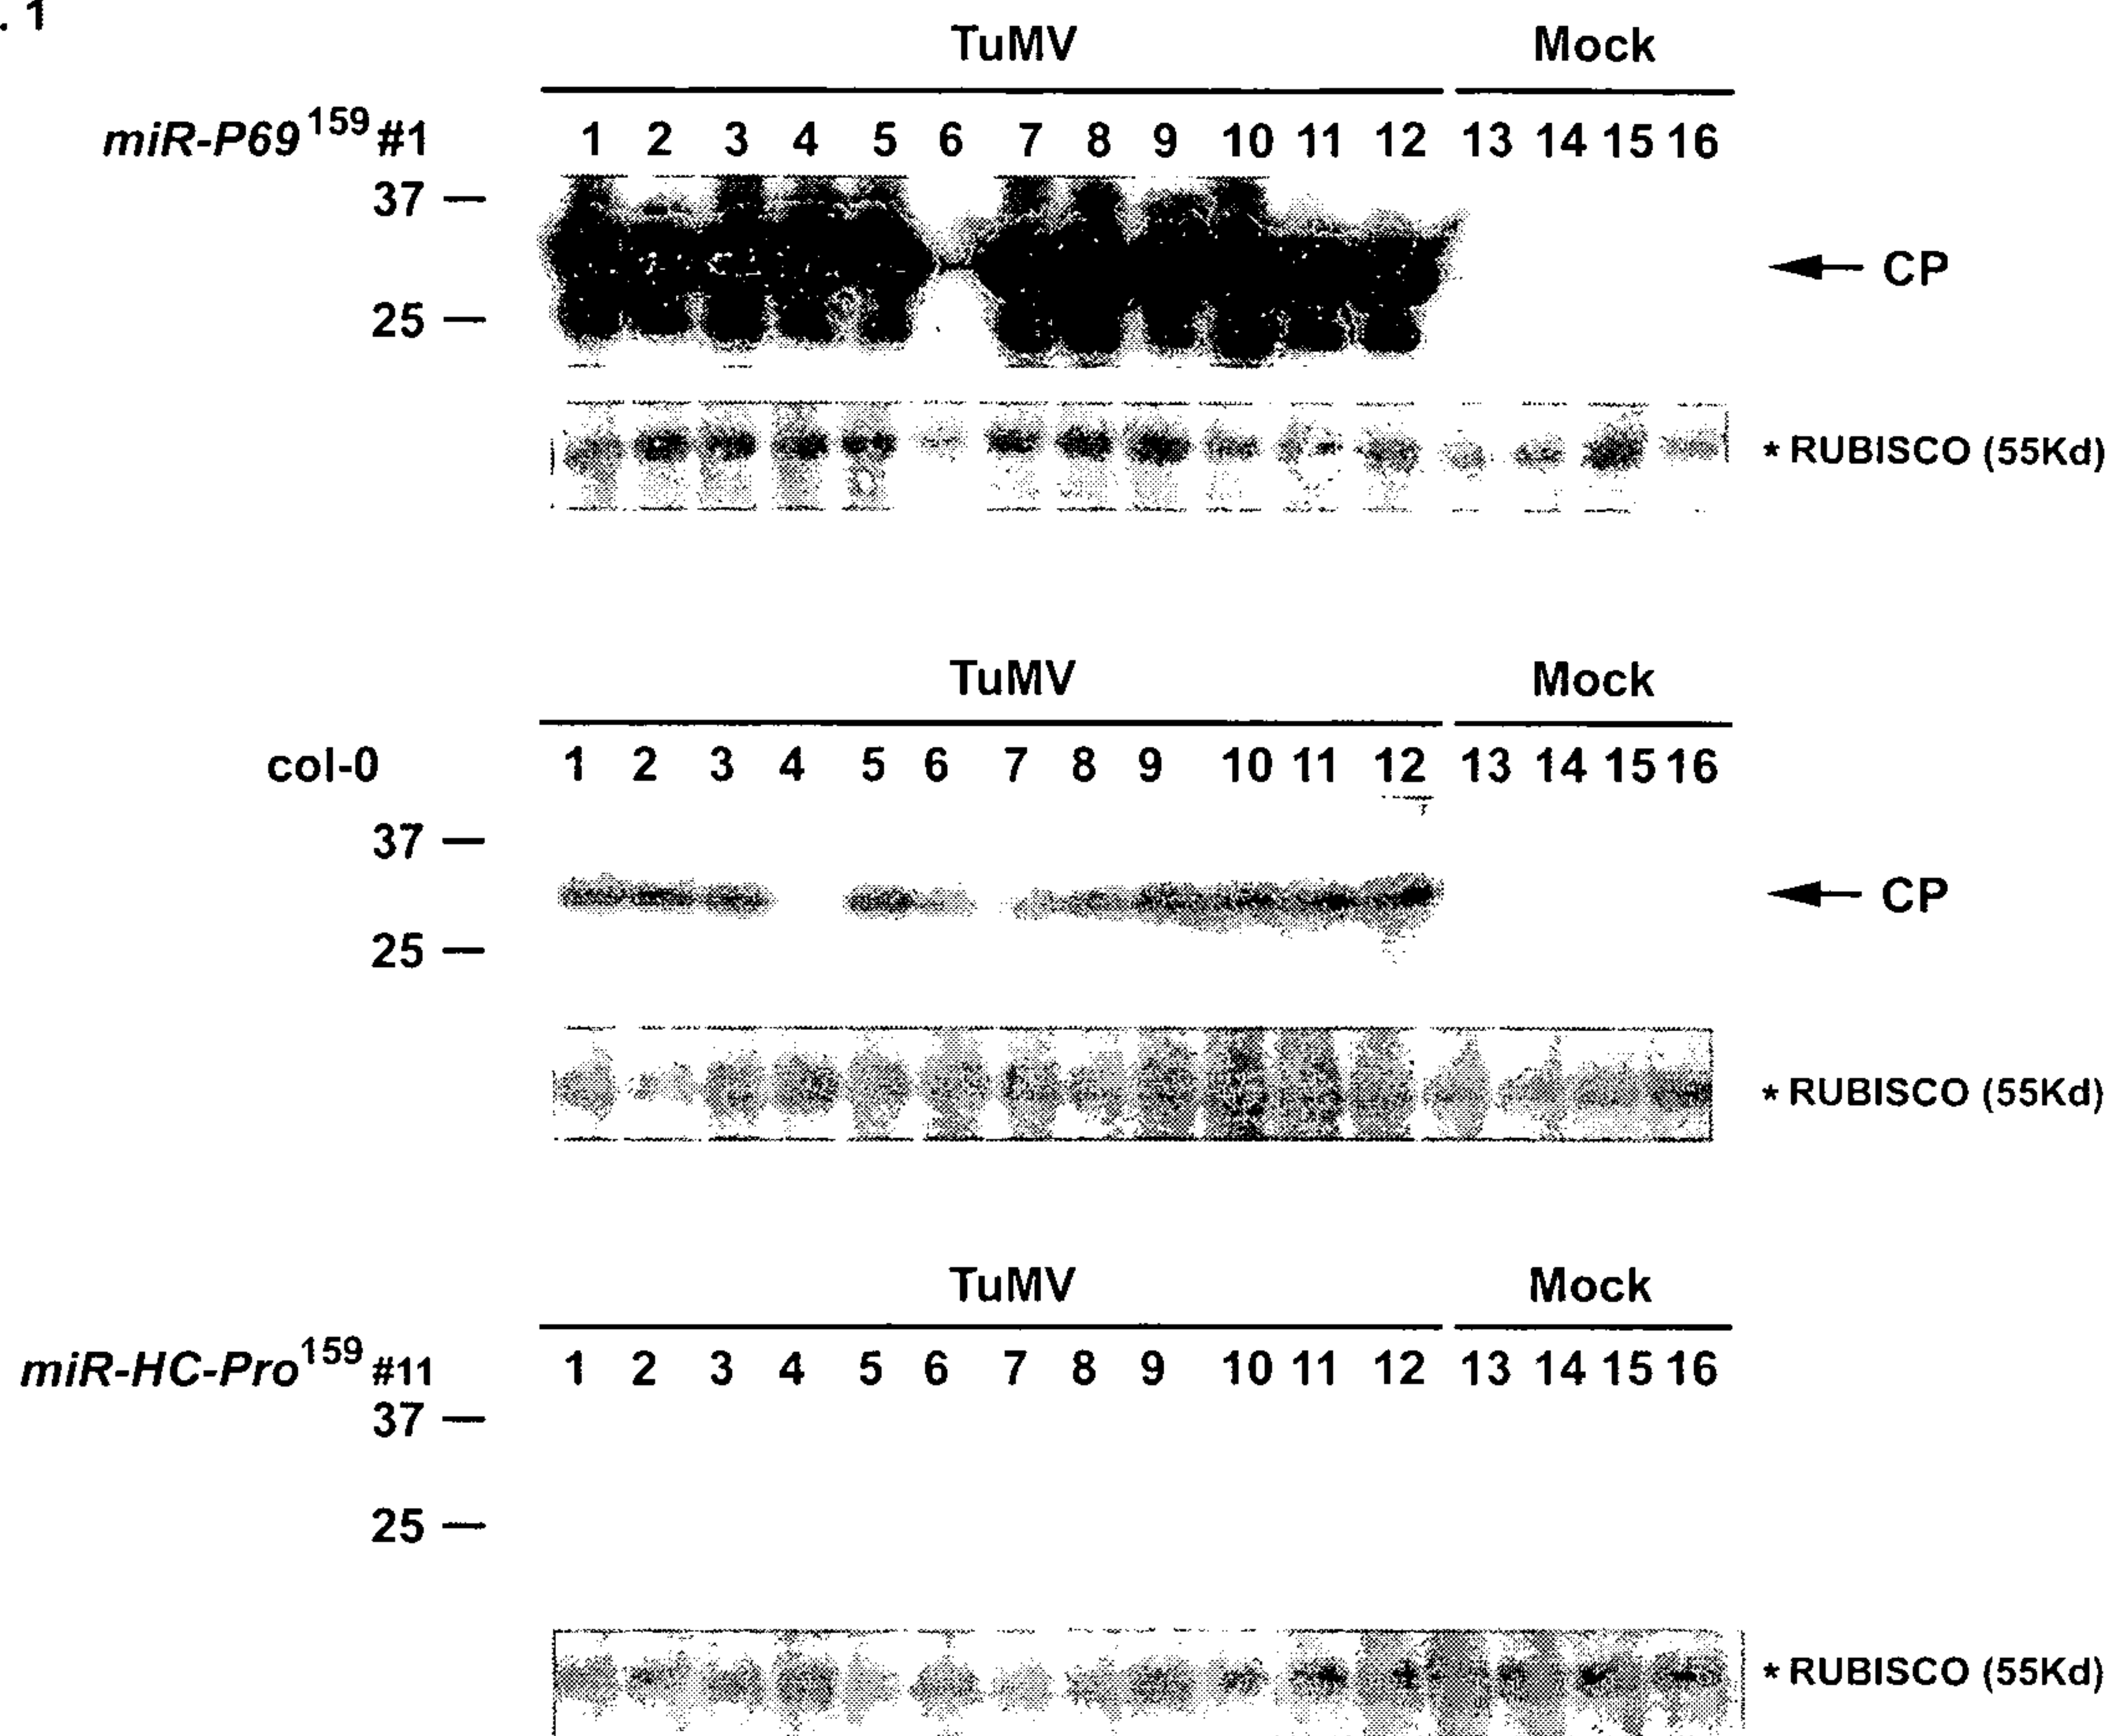 . 1
TuMV Mock
miR-P69159 #1 1 2 3 4 5 6 7 8 9 10 11 12 13 14 15 16
37
CP
25
* RUBISCO (55Kd)
TuMV Mock
col-0 1 2 3 4 5 6 7 8 9 10 11 12 13 14 15 16
37
CP
25
* RUBISCO (55Kd)
TuMV Mock
miR-HC-Pro159 #11 1 2 3 4 5 6 7 8 9 10 11 12 13 14 15 16
37
25
* RUBISCO (55Kd)